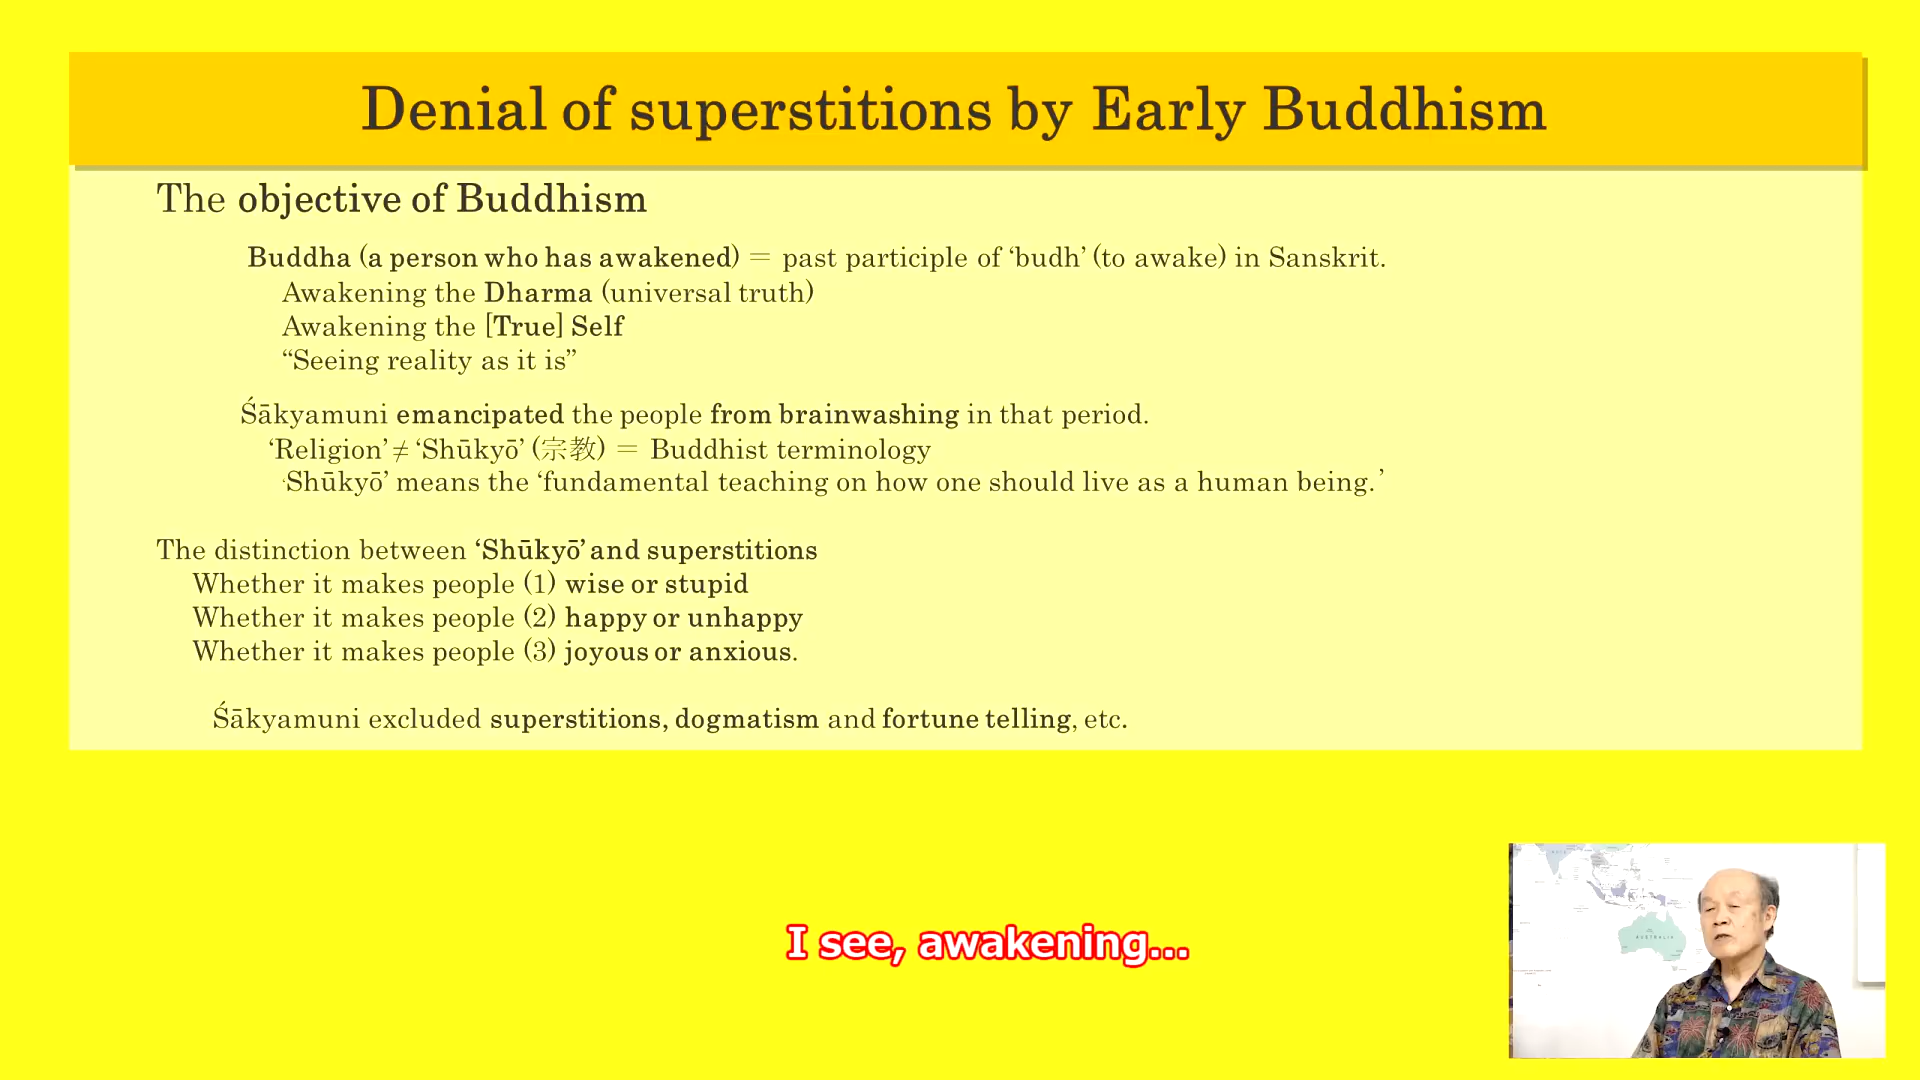 Denial of superstitions by Early Buddhism
The objective of Buddhism
Buddha (a person who has awakened) ＝ past participle of ‘budh’ (to awake) in Sanskrit.
Awakening the Dharma (universal truth)
Awakening the [True] Self
“Seeing reality as it is”
Śākyamuni emancipated the people from brainwashing in that period.
‘Religion’ ≠ ‘Shūkyō’ (宗教) ＝ Buddhist terminology
‘Shūkyō’ means the ‘fundamental teaching on how one should live as a human being.’
The distinction between ‘Shūkyō’ and superstitions
Whether it makes people (1) wise or stupid
Whether it makes people (2) happy or unhappy
Whether it makes people (3) joyous or anxious.
Śākyamuni excluded superstitions, dogmatism and fortune telling, etc.
I see, awakening...
AUSTRALIA